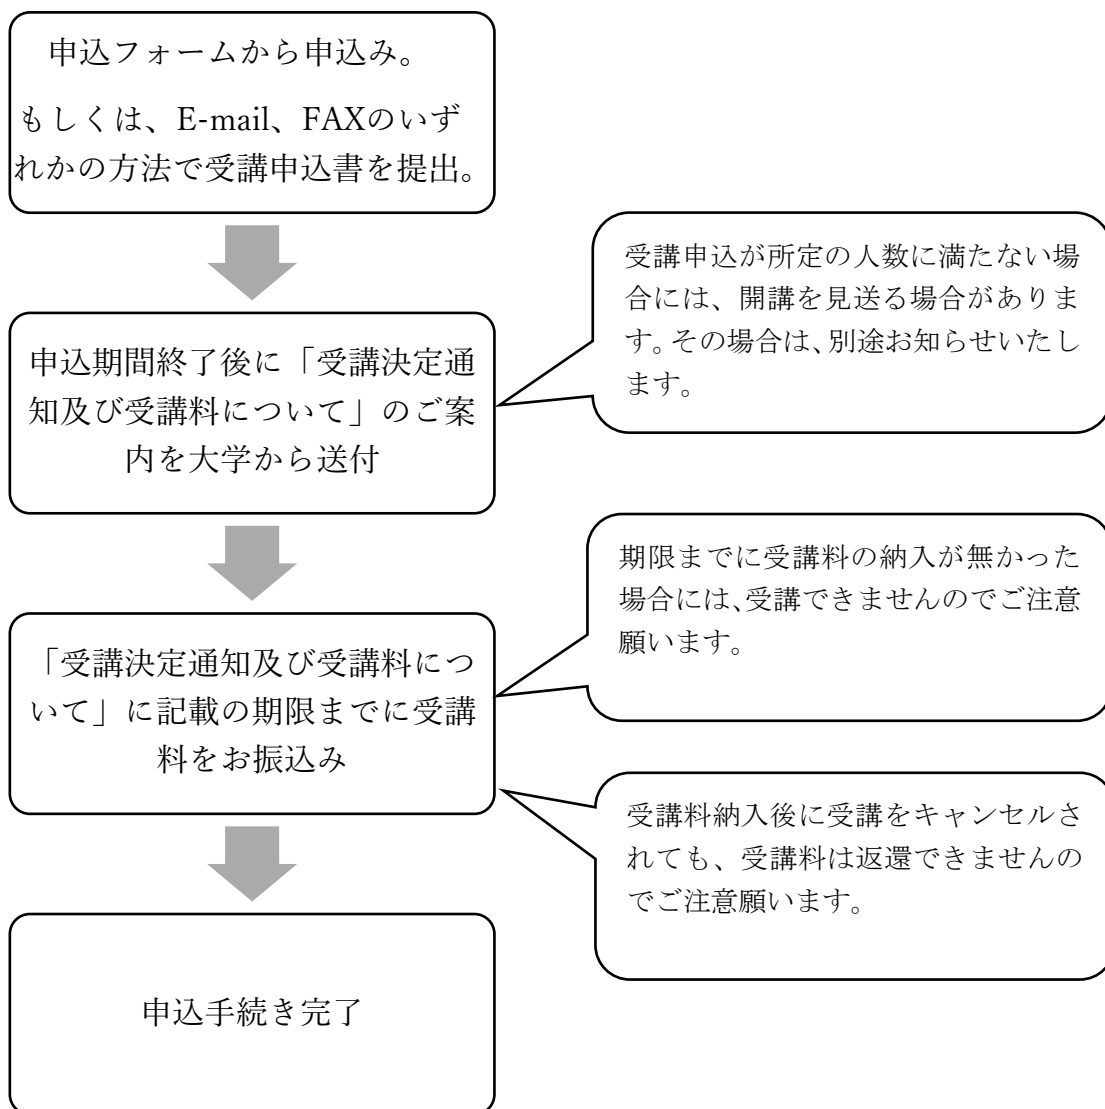 申込フォームから申込み。
もしくは、E-mail、FAXのいず
れかの方法で受講申込書を提出。
受講申込が所定の人数に満たない場
合には、開講を見送る場合がありま
す。その場合は、別途お知らせいたし
ます。
申込期間終了後に「受講決定通
知及び受講料について」のご案
内を大学から送付
期限までに受講料の納入が無かった
場合には、受講できませんのでご注意
願います。
「受講決定通知及び受講料につ
いて」に記載の期限までに受講
料をお振込み
受講料納入後に受講をキャンセルさ
れても、受講料は返還できませんの
でご注意願います。
申込手続き完了